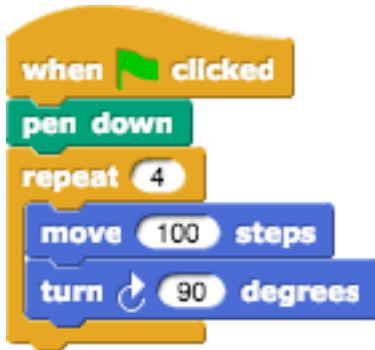 when clicked
pen down
repeat 4
move 100 steps
turn 90 degrees